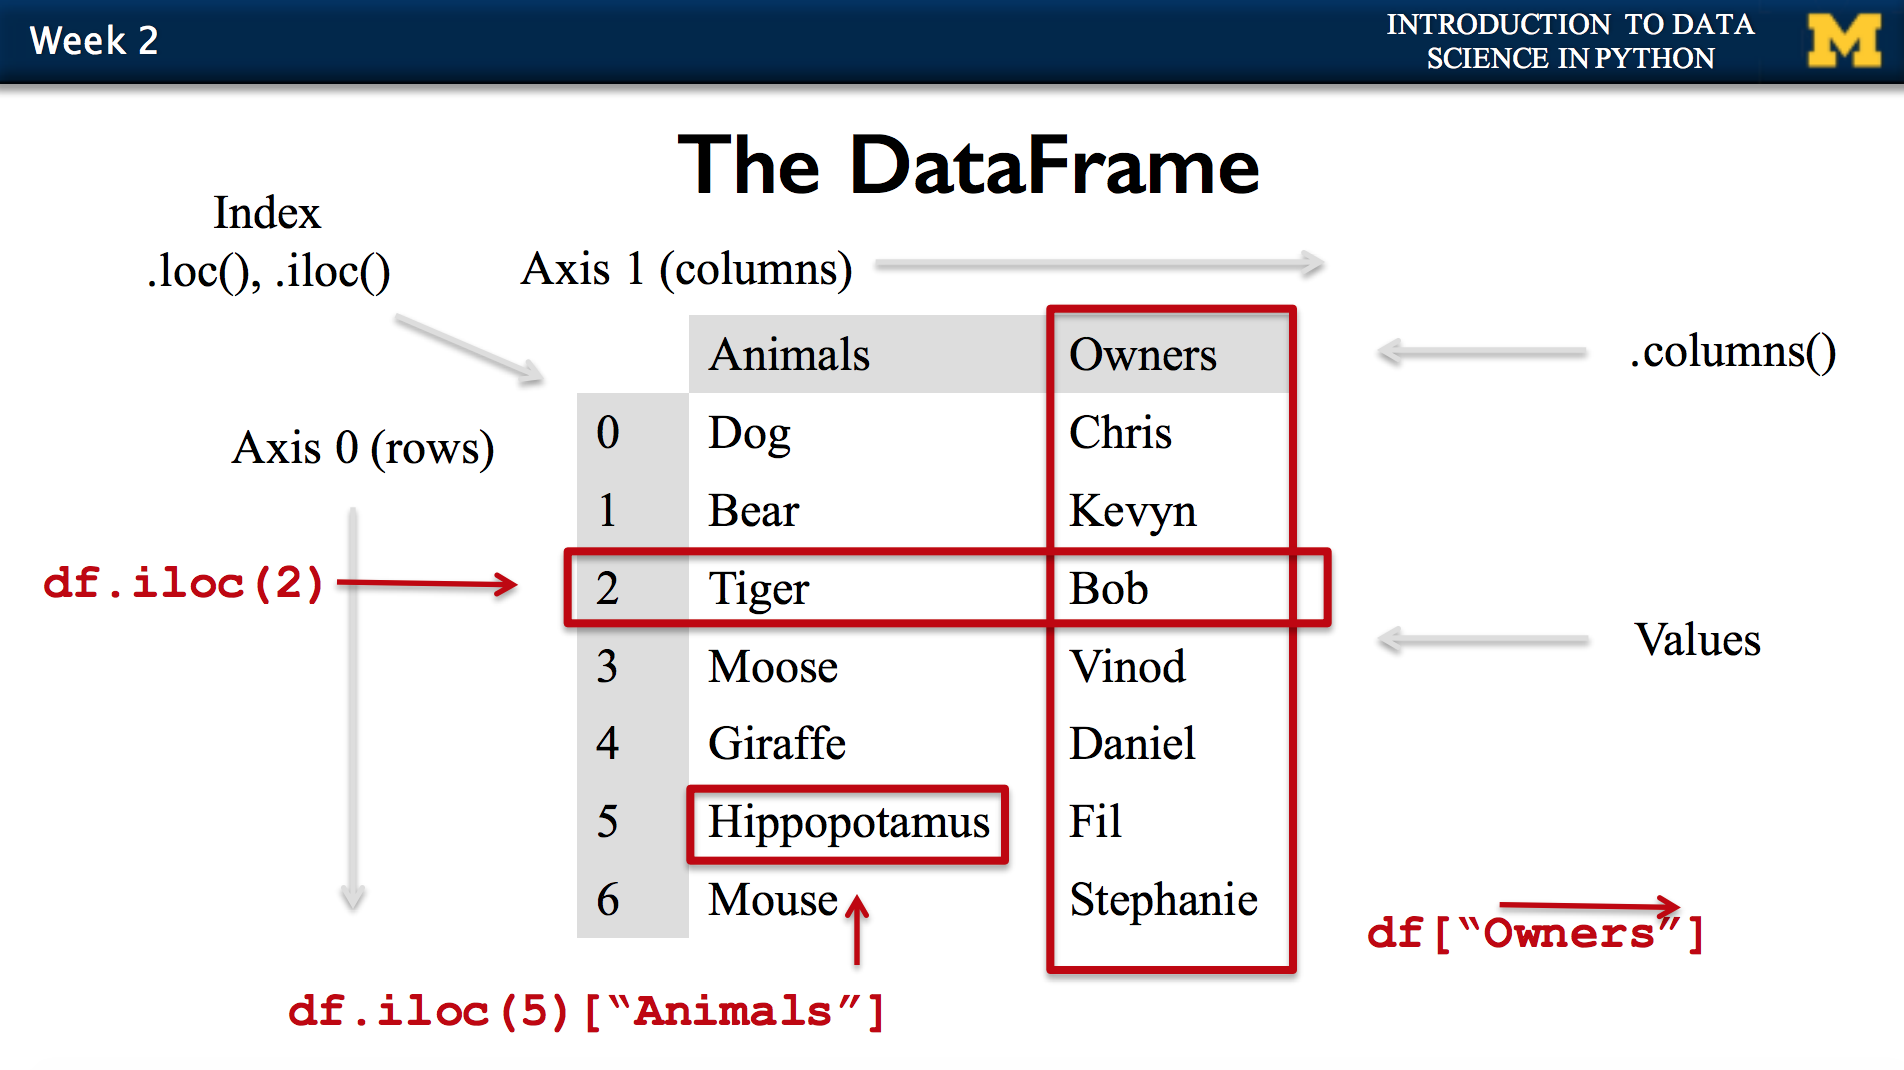 Week 2
INTRODUCTION TO DATA
SCIENCE IN PYTHON
M
The DataFrame
Index
.loc(), .iloc()
Axis 1 (columns)
Animals Owners
.columns()
Axis 0 (rows)
0 Dog Chris
1 Bear Kevyn
df.iloc(2)
2 Tiger Bob
Values
3 Moose Vinod
4 Giraffe Daniel
5 Hippopotamus Fil
6 Mouse Stephanie
df[“Owners”]
df.iloc(5)[“Animals”]